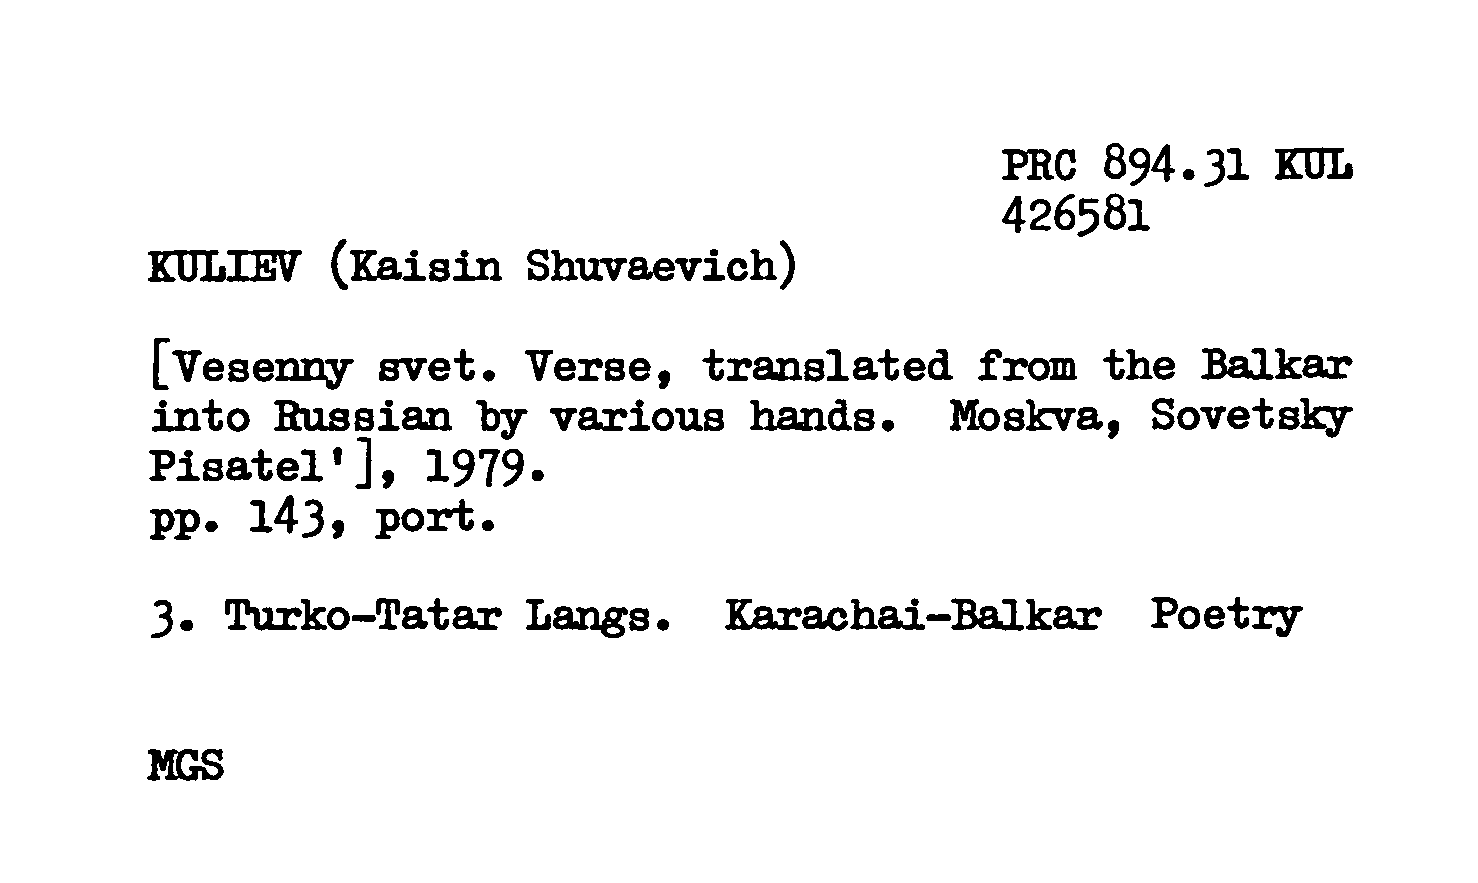 PRC 894.31 KUL
426581
KULIEV (Kaisin Shuvaevich)
[Vesenny svet. Verse, translated from the Balkar
into Russian by various hands. Moskva, Sovetsky
Pisatel'], 1979.
pp. 143, port.
3. Turko-Tatar Langs. Karachai-Balkar Poetry
MGS